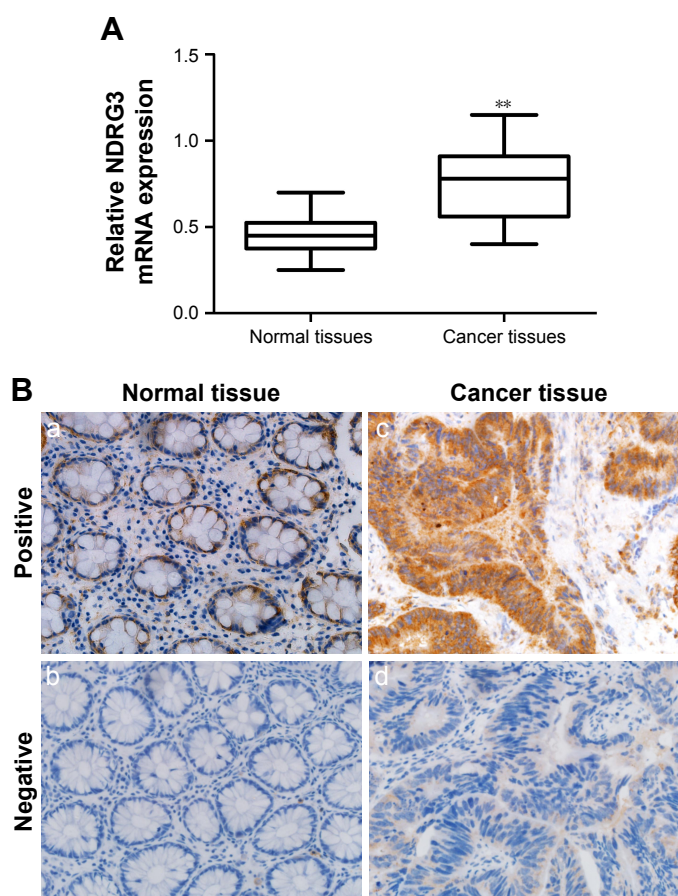 A
Relative NDRG3
mRNA expression
1.5
1.0
0.5
0.0
**
Normal tissues
Cancer tissues
B
Normal tissue
Cancer tissue
Positive
a
c
Negative
b
d